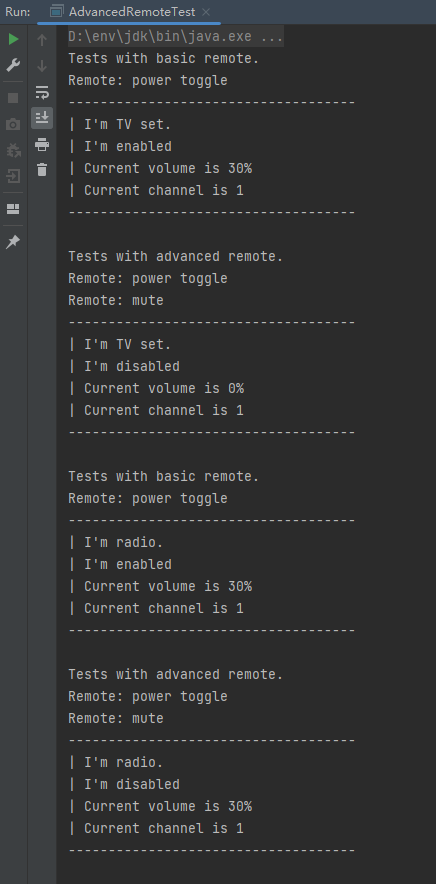 Run: AdvancedRemoteTest
D:\env\jdk\bin\java.exe ...
Tests with basic remote.
Remote: power toggle
------------------------------------
| I'm TV set.
| I'm enabled
| Current volume is 30%
| Current channel is 1
------------------------------------

Tests with advanced remote.
Remote: power toggle
Remote: mute
------------------------------------
| I'm TV set.
| I'm disabled
| Current volume is 0%
| Current channel is 1
------------------------------------

Tests with basic remote.
Remote: power toggle
------------------------------------
| I'm radio.
| I'm enabled
| Current volume is 30%
| Current channel is 1
------------------------------------

Tests with advanced remote.
Remote: power toggle
Remote: mute
------------------------------------
| I'm radio.
| I'm disabled
| Current volume is 30%
| Current channel is 1
------------------------------------